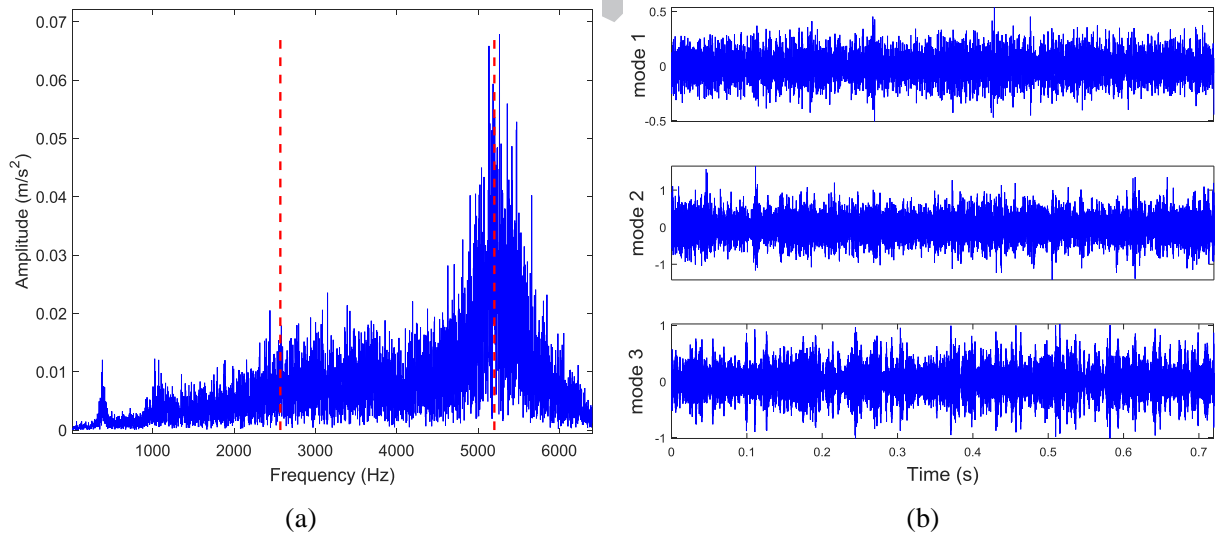 0.07
0.06
0.05
0.04
0.03
0.02
0.01
0
Amplitude (m/s²)
1000 2000 3000 4000 5000 6000
Frequency (Hz)
(a)
mode 1
0.5
0
-0.5
mode 2
1
0
-1
mode 3
1
0
-1
0 0.1 0.2 0.3 0.4 0.5 0.6 0.7
Time (s)
(b)